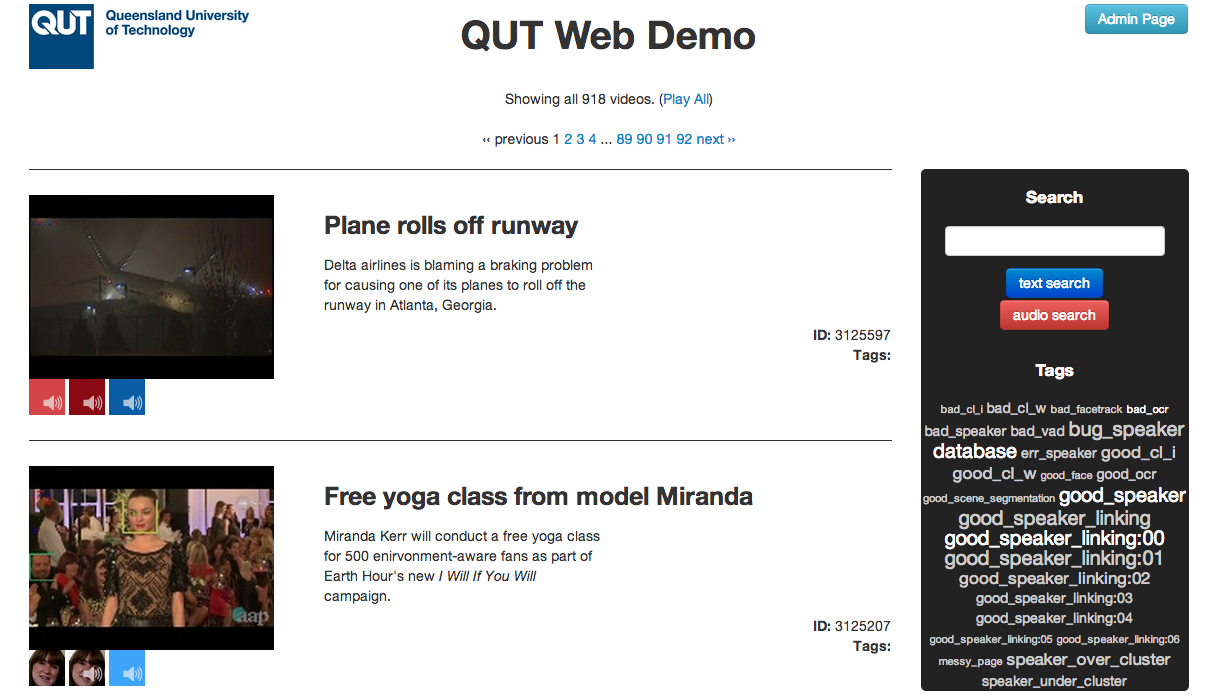 QUT
Queensland University
of Technology
QUT Web Demo
Admin Page
Showing all 918 videos. (Play All)
‹‹ previous 1 2 3 4 ... 89 90 91 92 next ››
Plane rolls off runway
Delta airlines is blaming a braking problem
for causing one of its planes to roll off the
runway in Atlanta, Georgia.
ID: 3125597
Tags:
Free yoga class from model Miranda
Miranda Kerr will conduct a free yoga class
for 500 enirvonment-aware fans as part of
Earth Hour's new I Will If You Will
campaign.
aap
ID: 3125207
Tags:
Search
text search
audio search
Tags
bad_cl_i bad_cl_w bad_facetrack bad_ocr
bad_speaker bad_vad bug_speaker
database err_speaker good_cl_i
good_cl_w good_face good_ocr
good_scene_segmentation good_speaker
good_speaker_linking
good_speaker_linking:00
good_speaker_linking:01
good_speaker_linking:02
good_speaker_linking:03
good_speaker_linking:04
good_speaker_linking:05 good_speaker_linking:06
messy_page speaker_over_cluster
speaker_under_cluster